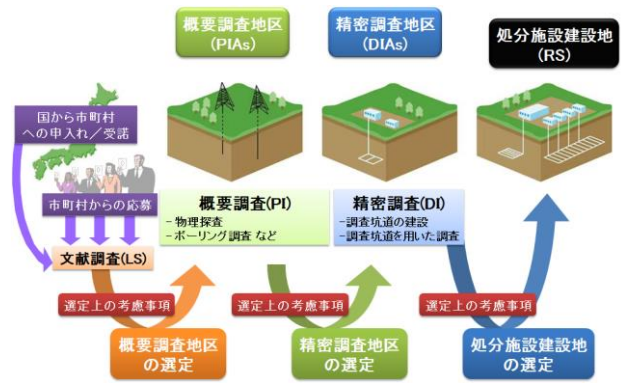 概要調査地区
(PIAs)
精密調査地区
(DIAs)
処分施設建設地
(RS)
国から市町村
への申入れ／受諾
市町村からの応募
文献調査(LS)
概要調査(PI)
- 物理探査
- ボーリング調査 など
精密調査(DI)
- 調査坑道の建設
- 調査坑道を用いた調査
選定上の考慮事項
選定上の考慮事項
選定上の考慮事項
概要調査地区
の選定
精密調査地区
の選定
処分施設建設地
の選定